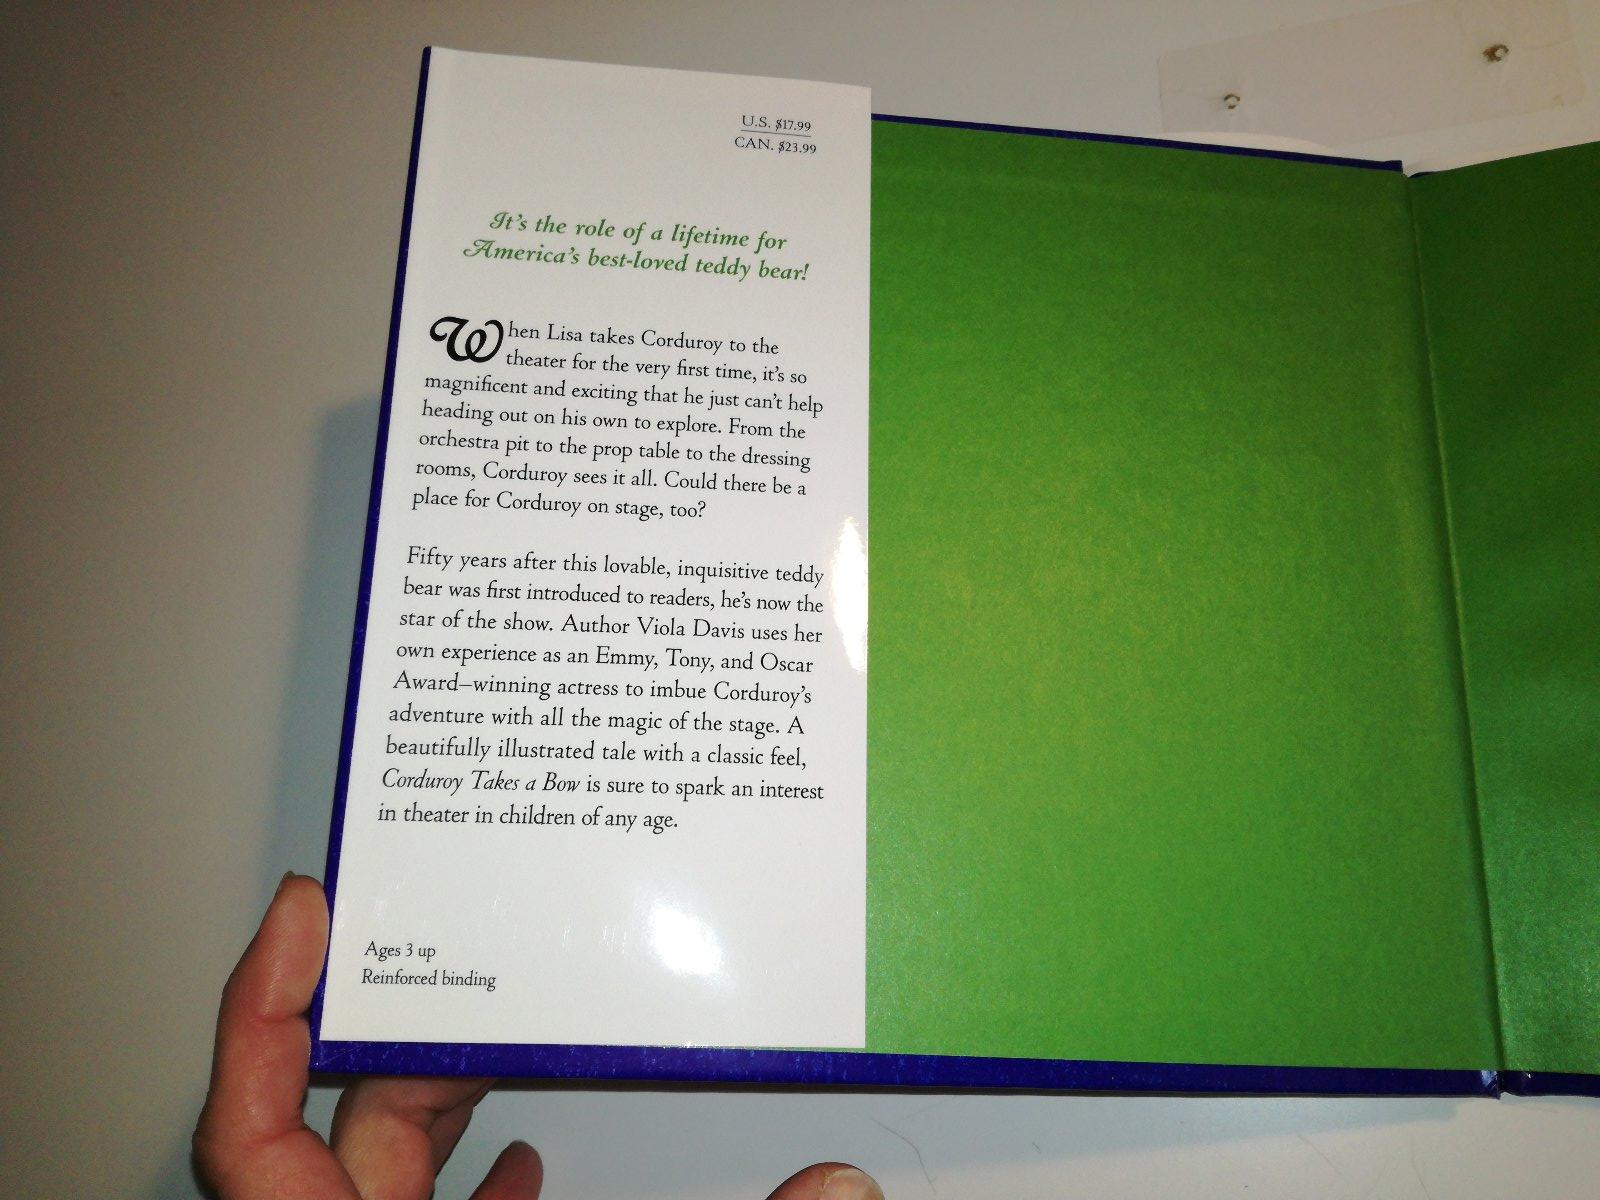 U.S. $17.99
CAN. $23.99
It's the role of a lifetime for
America's best-loved teddy bear!
When Lisa takes Corduroy to the
theater for the very first time, it's so
magnificent and exciting that he just can't help
heading out on his own to explore. From the
orchestra pit to the prop table to the dressing
rooms, Corduroy sees it all. Could there be a
place for Corduroy on stage, too?
Fifty years after this lovable, inquisitive teddy
bear was first introduced to readers, he's now the
star of the show. Author Viola Davis uses her
own experience as an Emmy, Tony, and Oscar
Award–winning actress to imbue Corduroy's
adventure with all the magic of the stage. A
beautifully illustrated tale with a classic feel,
Corduroy Takes a Bow is sure to spark an interest
in theater in children of any age.
Ages 3 up
Reinforced binding